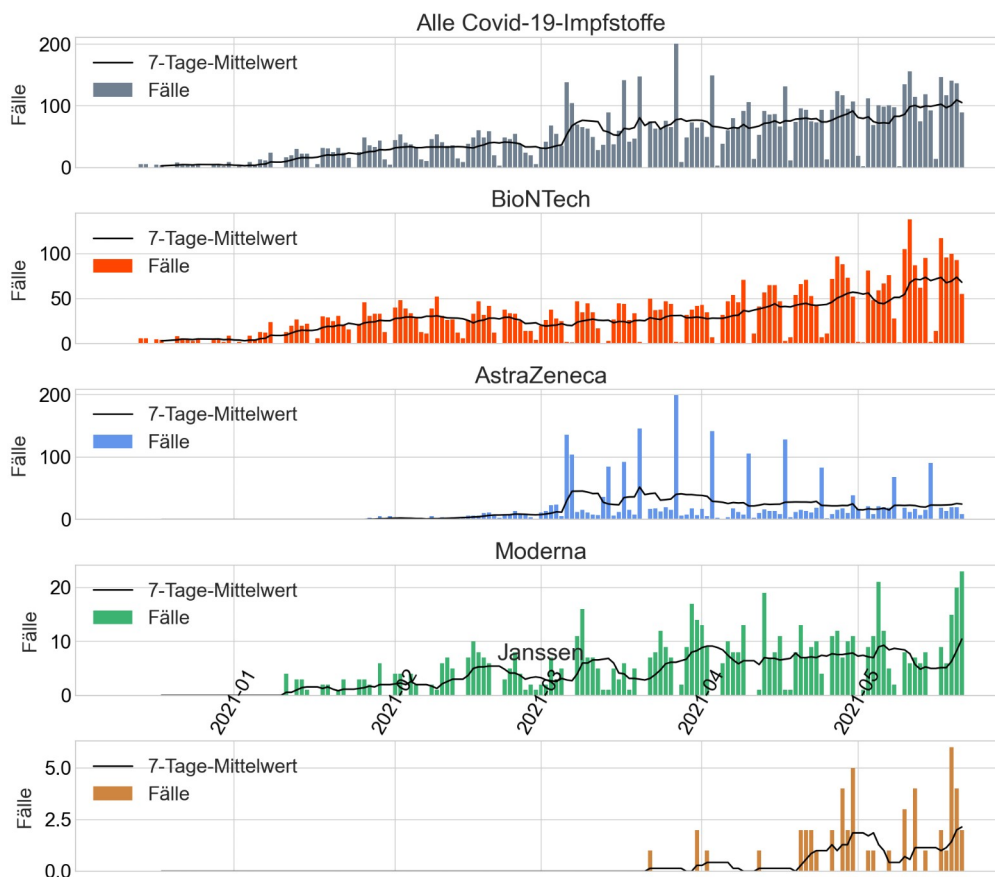 Alle Covid-19-Impfstoffe
200
100
0
Fälle
7-Tage-Mittelwert
Fälle
BioNTech
100
50
0
Fälle
7-Tage-Mittelwert
Fälle
AstraZeneca
200
100
0
Fälle
7-Tage-Mittelwert
Fälle
Moderna
20
10
0
Fälle
7-Tage-Mittelwert
Fälle
Janssen
2021-01
2021-02
2021-03
2021-04
2021-05
5.0
2.5
0.0
Fälle
7-Tage-Mittelwert
Fälle